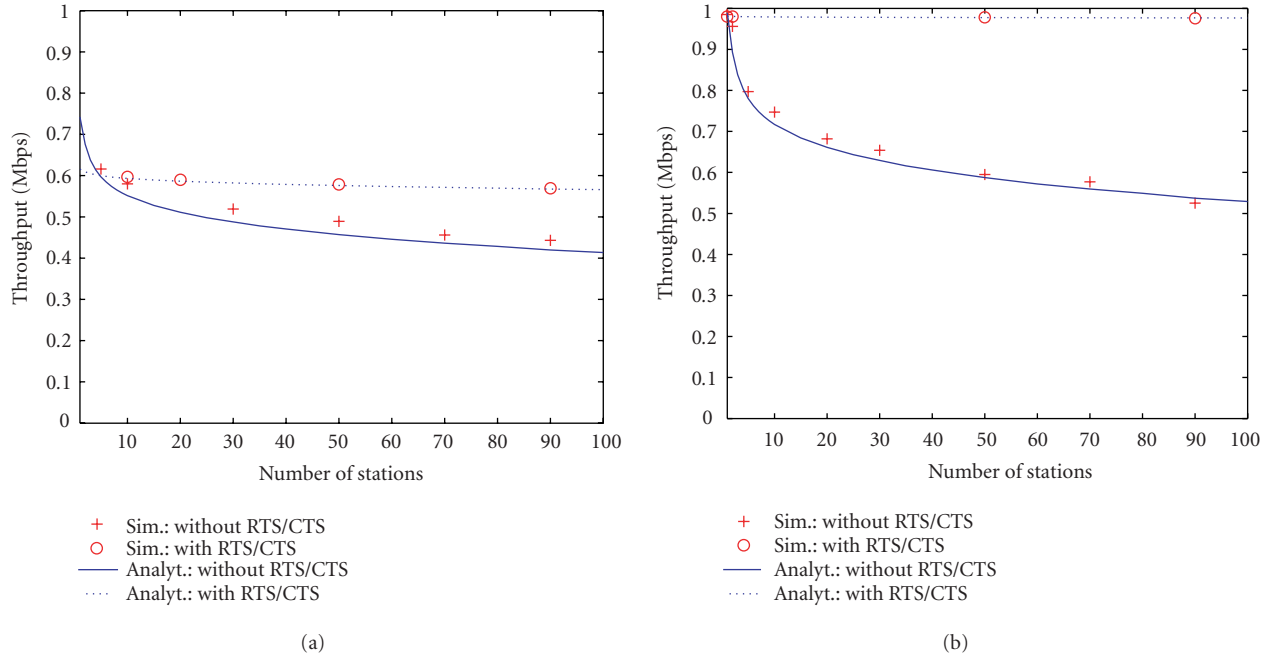 1
0.9
0.8
0.7
0.6
0.5
0.4
0.3
0.2
0.1
0
Throughput (Mbps)
10 20 30 40 50 60 70 80 90 100
Number of stations
Sim.: without RTS/CTS
Sim.: with RTS/CTS
Analyt.: without RTS/CTS
Analyt.: with RTS/CTS
(a)
1
0.9
0.8
0.7
0.6
0.5
0.4
0.3
0.2
0.1
0
Throughput (Mbps)
10 20 30 40 50 60 70 80 90 100
Number of stations
Sim.: without RTS/CTS
Sim.: with RTS/CTS
Analyt.: without RTS/CTS
Analyt.: with RTS/CTS
(b)